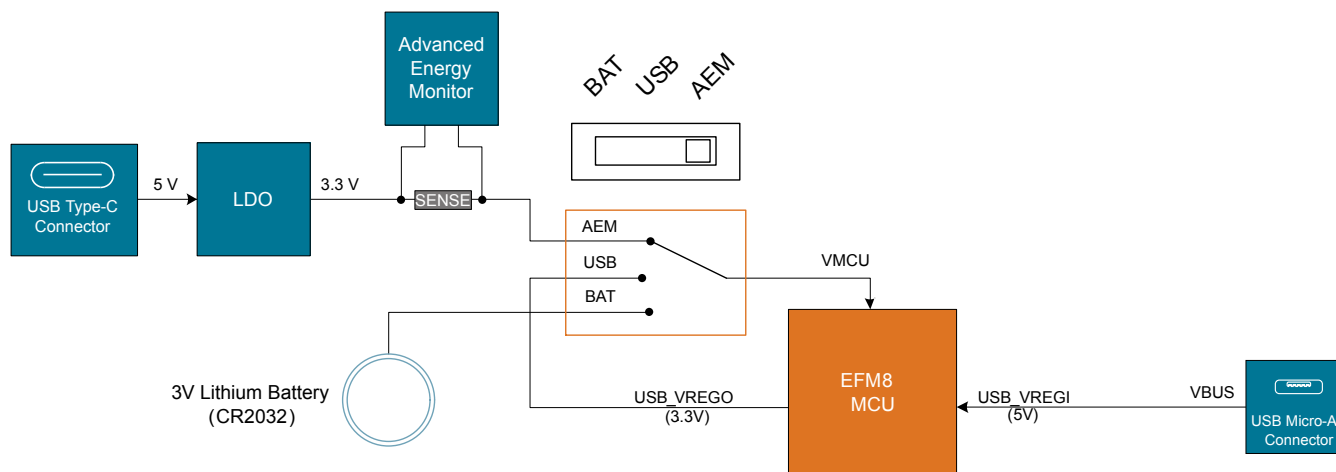 Advanced
Energy
Monitor
BAT
USB
AEM
USB Type-C
Connector
5 V
LDO
3.3 V
SENSE
AEM
USB
BAT
VMCU
3V Lithium Battery
(CR2032)
USB_VREGO
(3.3V)
EFM8
MCU
USB_VREGI
(5V)
VBUS
USB Micro-A
Connector